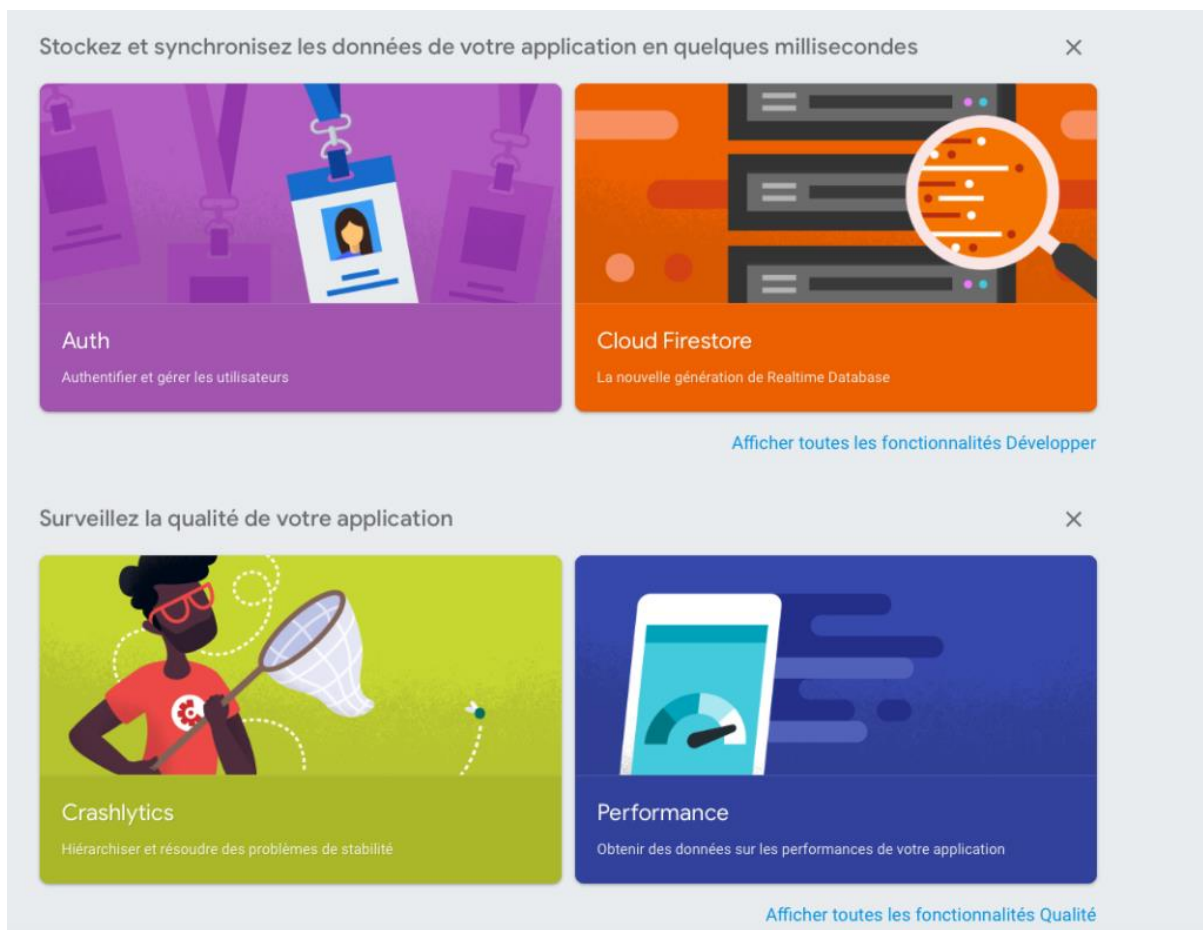 Stockez et synchronisez les données de votre application en quelques millisecondes
Auth
Authentifier et gérer les utilisateurs
Cloud Firestore
La nouvelle génération de Realtime Database
Afficher toutes les fonctionnalités Développer
Surveillez la qualité de votre application
Crashlytics
Hiérarchiser et résoudre des problèmes de stabilité
Performance
Obtenir des données sur les performances de votre application
Afficher toutes les fonctionnalités Qualité